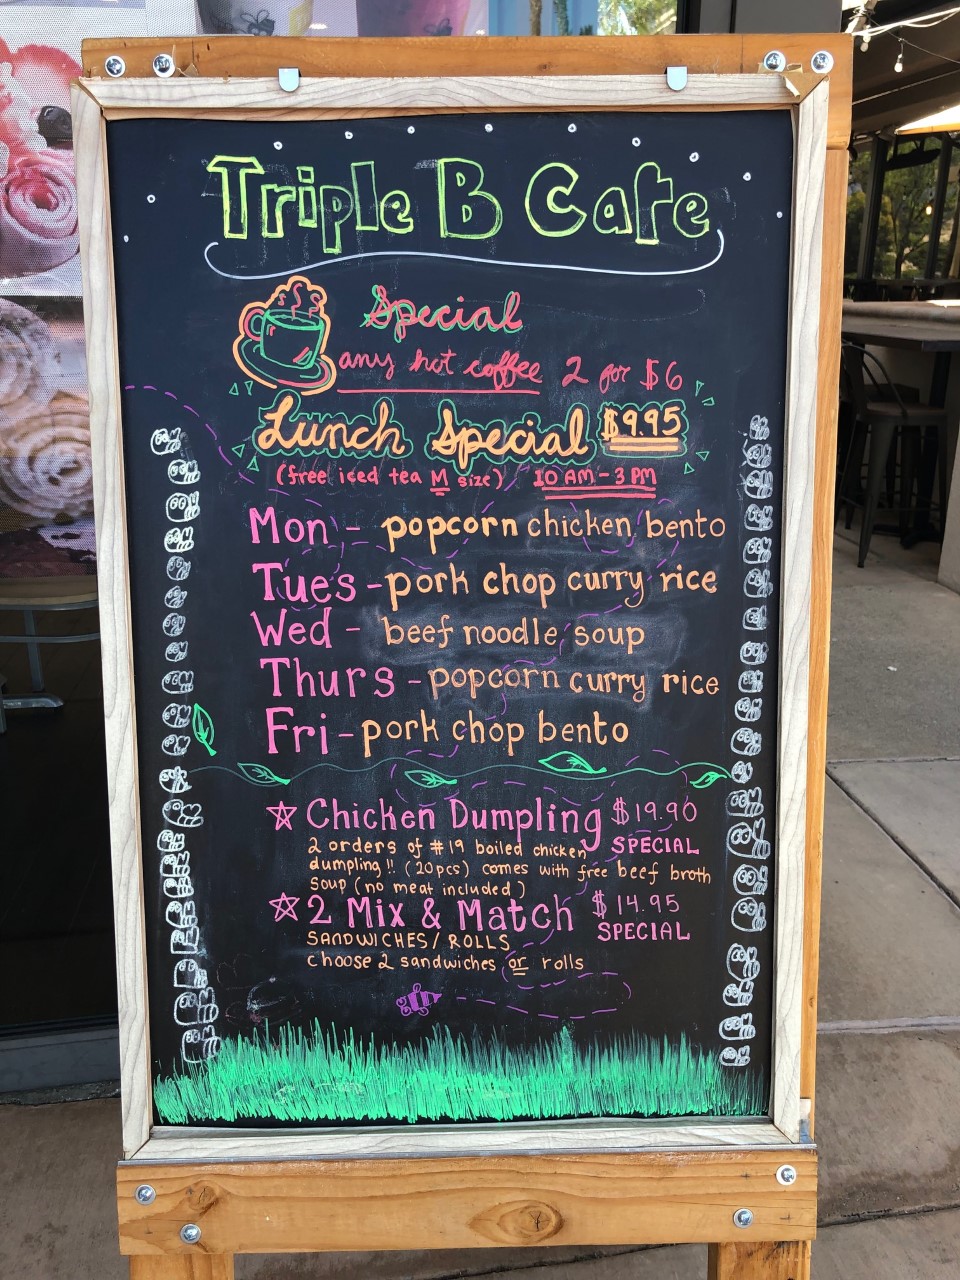 Triple B Cafe
Special
any hot coffee 2 for $6
Lunch Special $9.95
(free iced tea M size) 10 AM - 3 PM
Mon - popcorn chicken bento
Tues - pork chop curry rice
Wed - beef noodle soup
Thurs - popcorn curry rice
Fri - pork chop bento
Chicken Dumpling $19.90
2 orders of #19 boiled chicken SPECIAL
dumpling!! (20pcs) comes with free beef broth
soup (no meat included)
2 Mix & Match $14.95
SANDWICHES/ROLLS SPECIAL
choose 2 sandwiches or rolls